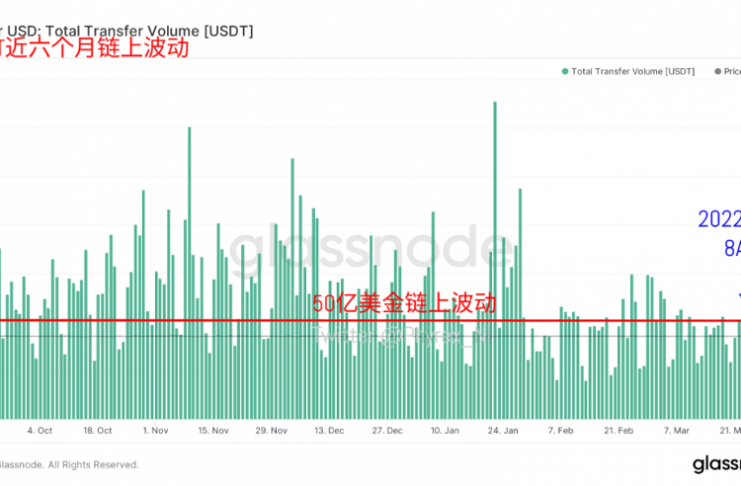 USD: Total Transfer Volume [USDT]
近六个月链上波动
Total Transfer Volume [USDT]
glassnode
2022
50亿美金链上波动
Twitter @Phyrex_N
4. Oct 18. Oct 1. Nov 15. Nov 29. Nov 13. Dec 27. Dec 10. Jan 24. Jan 7. Feb 21. Feb 7. Mar 21. M
Glassnode. All Rights Reserved.